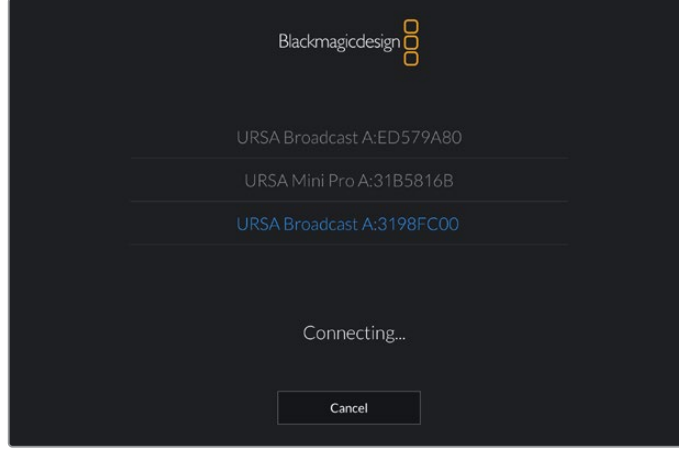 Blackmagicdesign
URSA Broadcast A:ED579A80
URSA Mini Pro A:31B5816B
URSA Broadcast A:3198FC00
Connecting...
Cancel